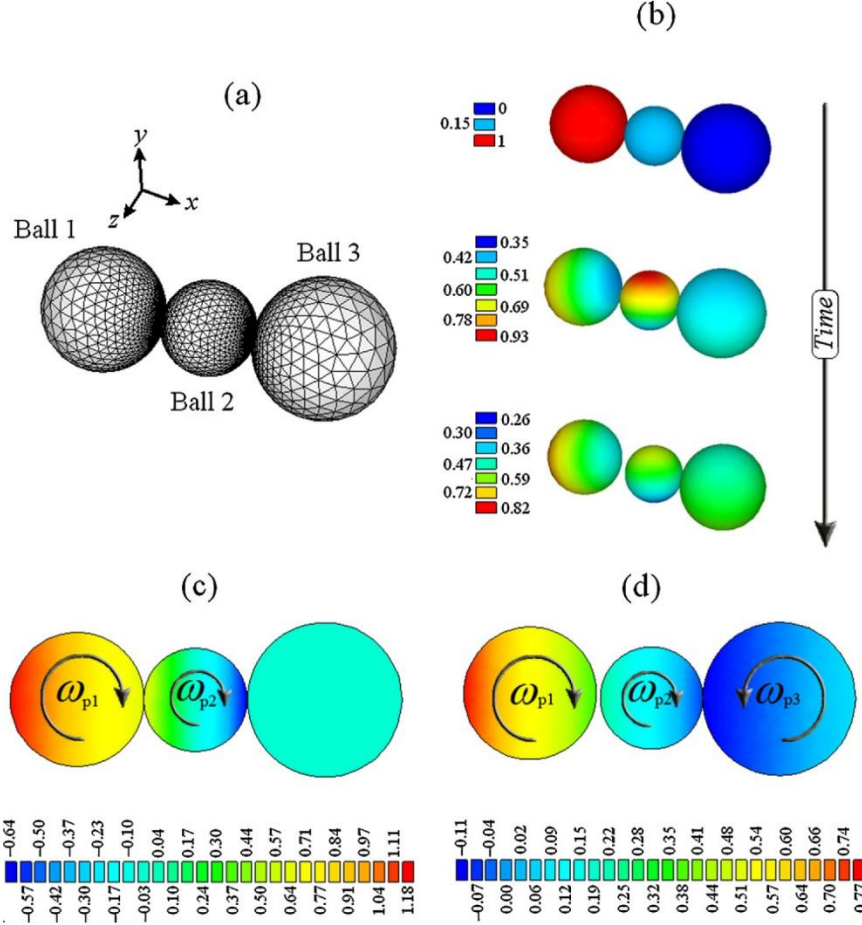 (a)
y
x
z
Ball 1
Ball 3
Ball 2
(b)
0
0.15
1
0.35
0.42
0.51
0.60
0.69
0.78
0.93
0.26
0.30
0.36
0.47
0.59
0.72
0.82
Time
(c)
ωp1
ωp2
−0.64 −0.50 −0.37 −0.23 −0.10 0.04 0.17 0.30 0.44 0.57 0.71 0.84 0.97 1.11
−0.57 −0.42 −0.30 −0.17 −0.03 0.10 0.24 0.37 0.50 0.64 0.77 0.91 1.04 1.18
(d)
ωp1
ωp2
ωp3
−0.11 −0.04 0.02 0.09 0.15 0.22 0.28 0.35 0.41 0.48 0.54 0.60 0.66 0.74
−0.07 0.00 0.06 0.12 0.19 0.25 0.32 0.38 0.44 0.51 0.57 0.64 0.70 0.77